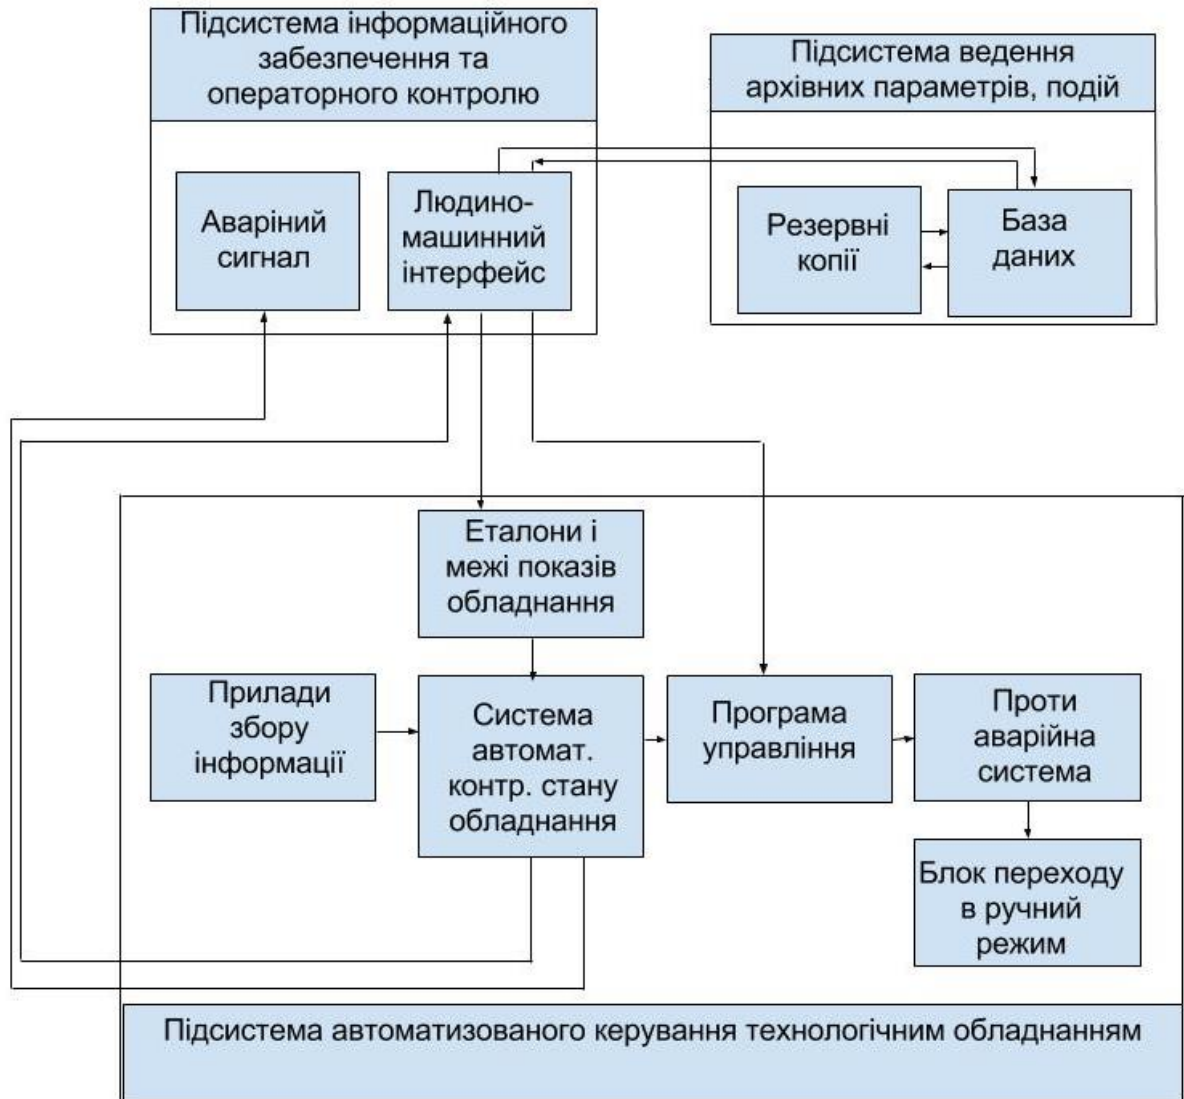 Підсистема інформаційного
забезпечення та
операторного контролю
Підсистема ведення
архівних параметрів, подій
Аваріний
сигнал
Людино-
машинний
інтерфейс
Резервні
копії
База
даних
Еталони і
межі показів
обладнання
Прилади
збору
інформації
Система
автомат.
контр. стану
обладнання
Програма
управління
Проти
аварійна
система
Блок переходу
в ручний
режим
Підсистема автоматизованого керування технологічним обладнанням